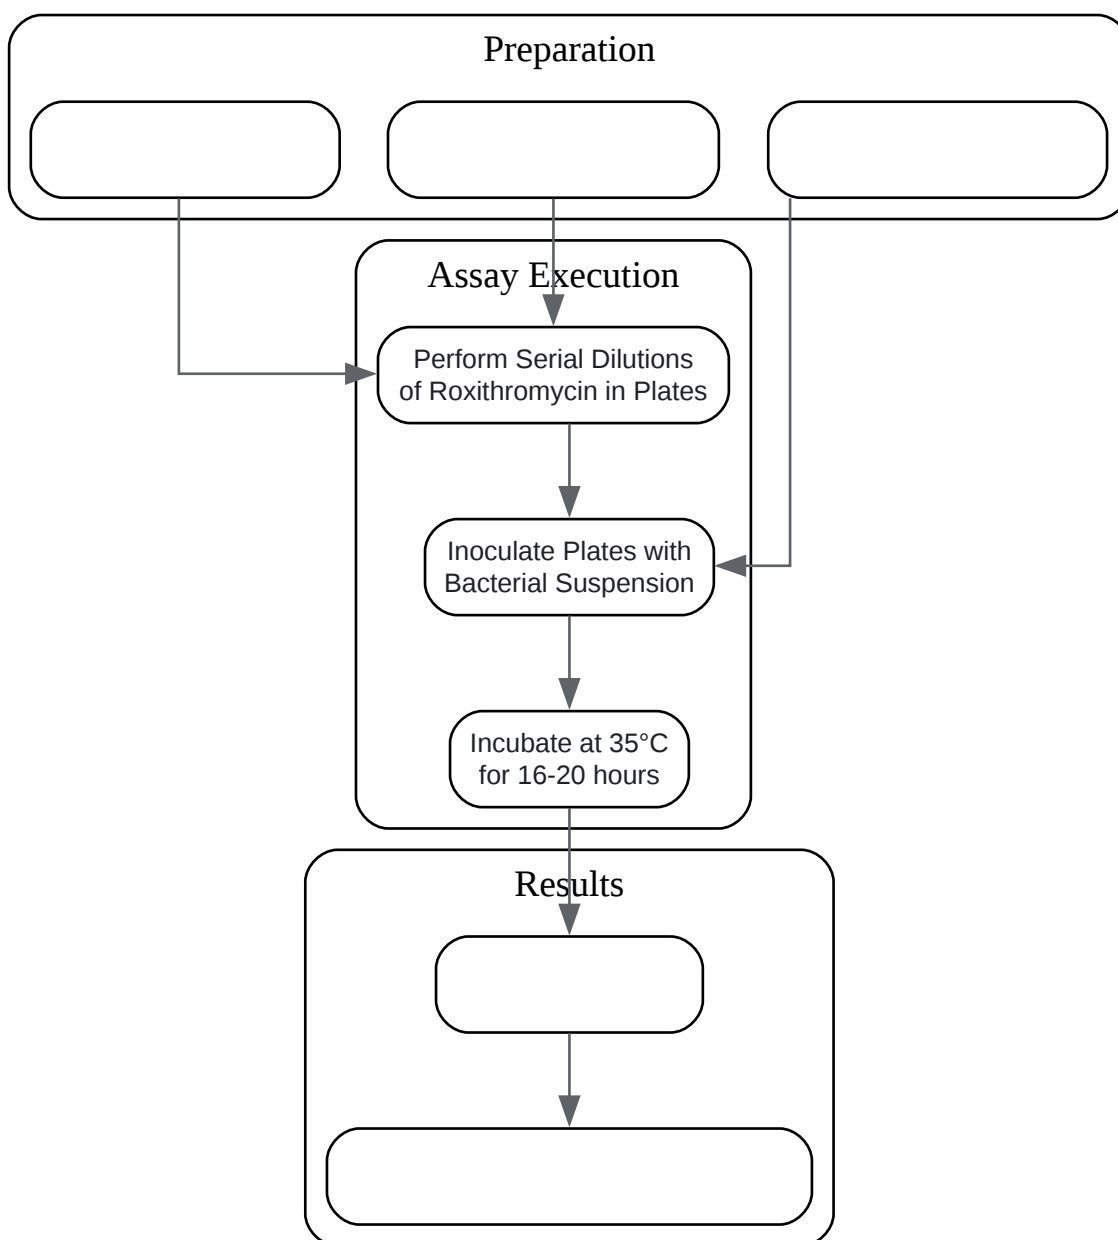 Preparation
Assay Execution
Perform Serial Dilutions
of Roxithromycin in Plates
Inoculate Plates with
Bacterial Suspension
Incubate at 35°C
for 16-20 hours
Results